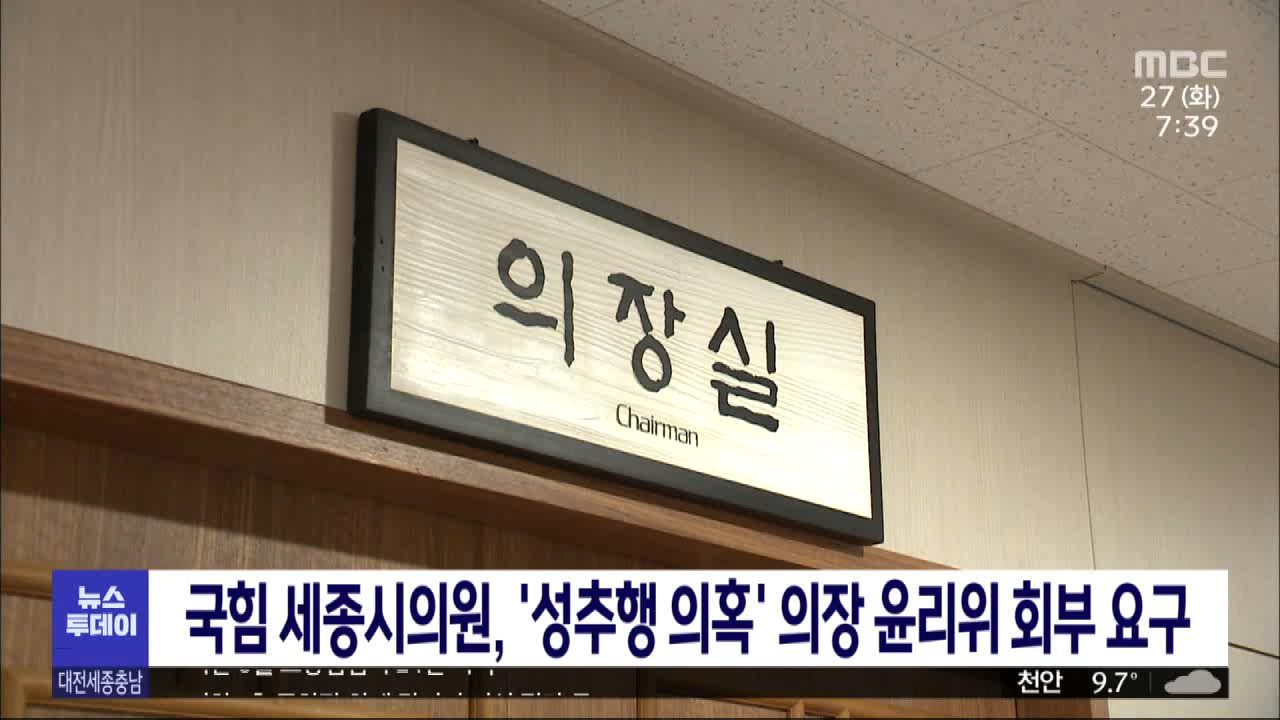 MBC
27 (화)
7:39
의장실
Chairman
뉴스
투데이
국힘 세종시의원, '성추행 의혹' 의장 윤리위 회부 요구
대전세종충남
천안 9.7°